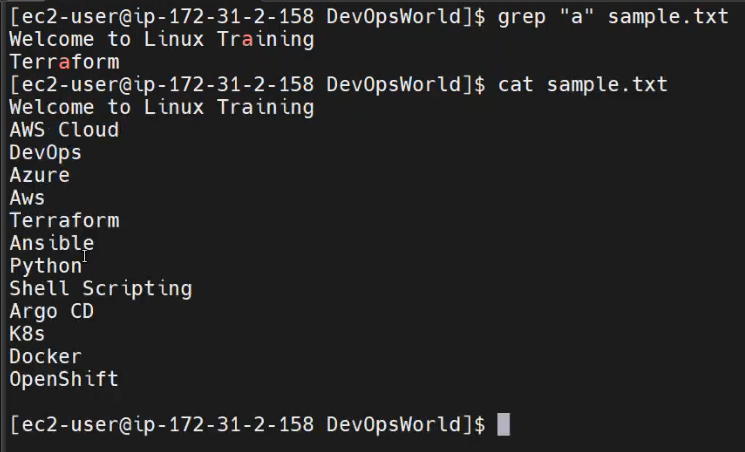 [ec2-user@ip-172-31-2-158 DevOpsWorld]$ grep "a" sample.txt
Welcome to Linux Training
Terraform
[ec2-user@ip-172-31-2-158 DevOpsWorld]$ cat sample.txt
Welcome to Linux Training
AWS Cloud
DevOps
Azure
Aws
Terraform
Ansible
Python
Shell Scripting
Argo CD
K8s
Docker
OpenShift
[ec2-user@ip-172-31-2-158 DevOpsWorld]$